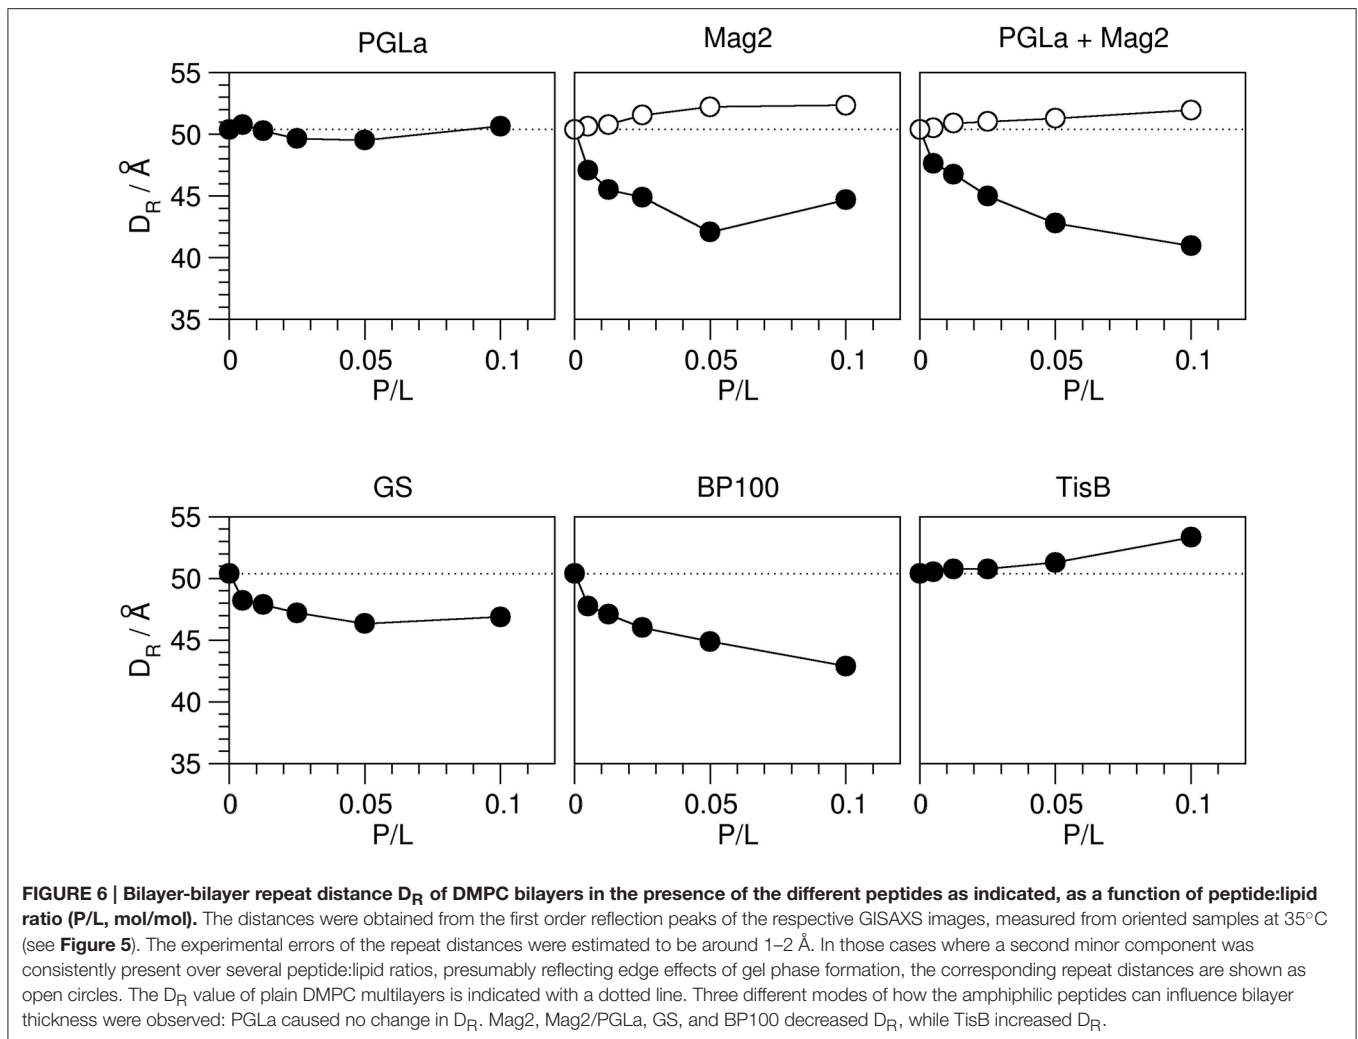 PGLa
Mag2
PGLa + Mag2
55
50
45
40
35
D_R / Å
0 0.05 0.1
P/L
0 0.05 0.1
P/L
0 0.05 0.1
P/L
GS
BP100
TisB
55
50
45
40
35
D_R / Å
0 0.05 0.1
P/L
0 0.05 0.1
P/L
0 0.05 0.1
P/L
FIGURE 6 | Bilayer-bilayer repeat distance D_R of DMPC bilayers in the presence of the different peptides as indicated, as a function of peptide:lipid
ratio (P/L, mol/mol). The distances were obtained from the first order reflection peaks of the respective GISAXS images, measured from oriented samples at 35°C
(see Figure 5). The experimental errors of the repeat distances were estimated to be around 1–2 Å. In those cases where a second minor component was
consistently present over several peptide:lipid ratios, presumably reflecting edge effects of gel phase formation, the corresponding repeat distances are shown as
open circles. The D_R value of plain DMPC multilayers is indicated with a dotted line. Three different modes of how the amphiphilic peptides can influence bilayer
thickness were observed: PGLa caused no change in D_R. Mag2, Mag2/PGLa, GS, and BP100 decreased D_R, while TisB increased D_R.